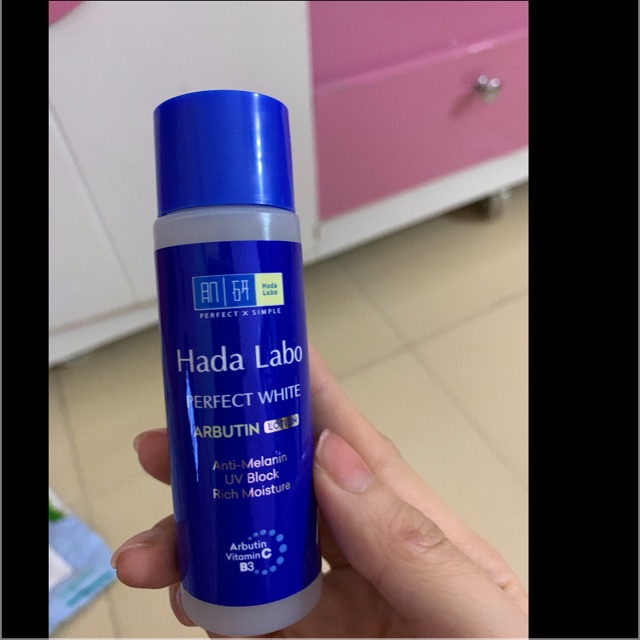 肌研
Hada
Labo
PERFECT X SIMPLE
Hada Labo
PERFECT WHITE
ARBUTIN LOTION
Anti-Melanin
UV Block
Rich Moisture
Arbutin
Vitamin C
B3